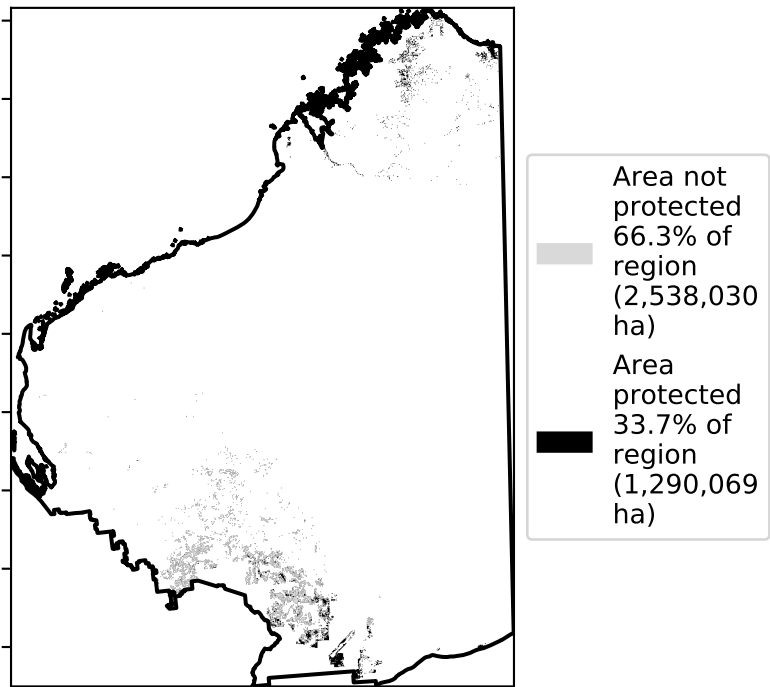 Area not
protected
66.3% of
region
(2,538,030
ha)
Area
protected
33.7% of
region
(1,290,069
ha)